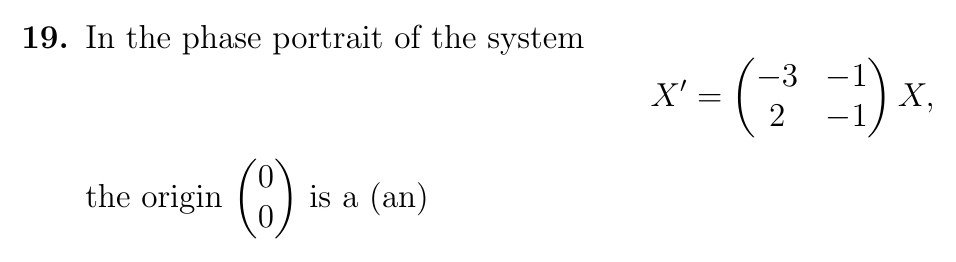 19. In the phase portrait of the system
X′ = \begin{pmatrix} −3 & −1 \\ 2 & −1 \end{pmatrix} X,
the origin \begin{pmatrix} 0 \\ 0 \end{pmatrix} is a (an)